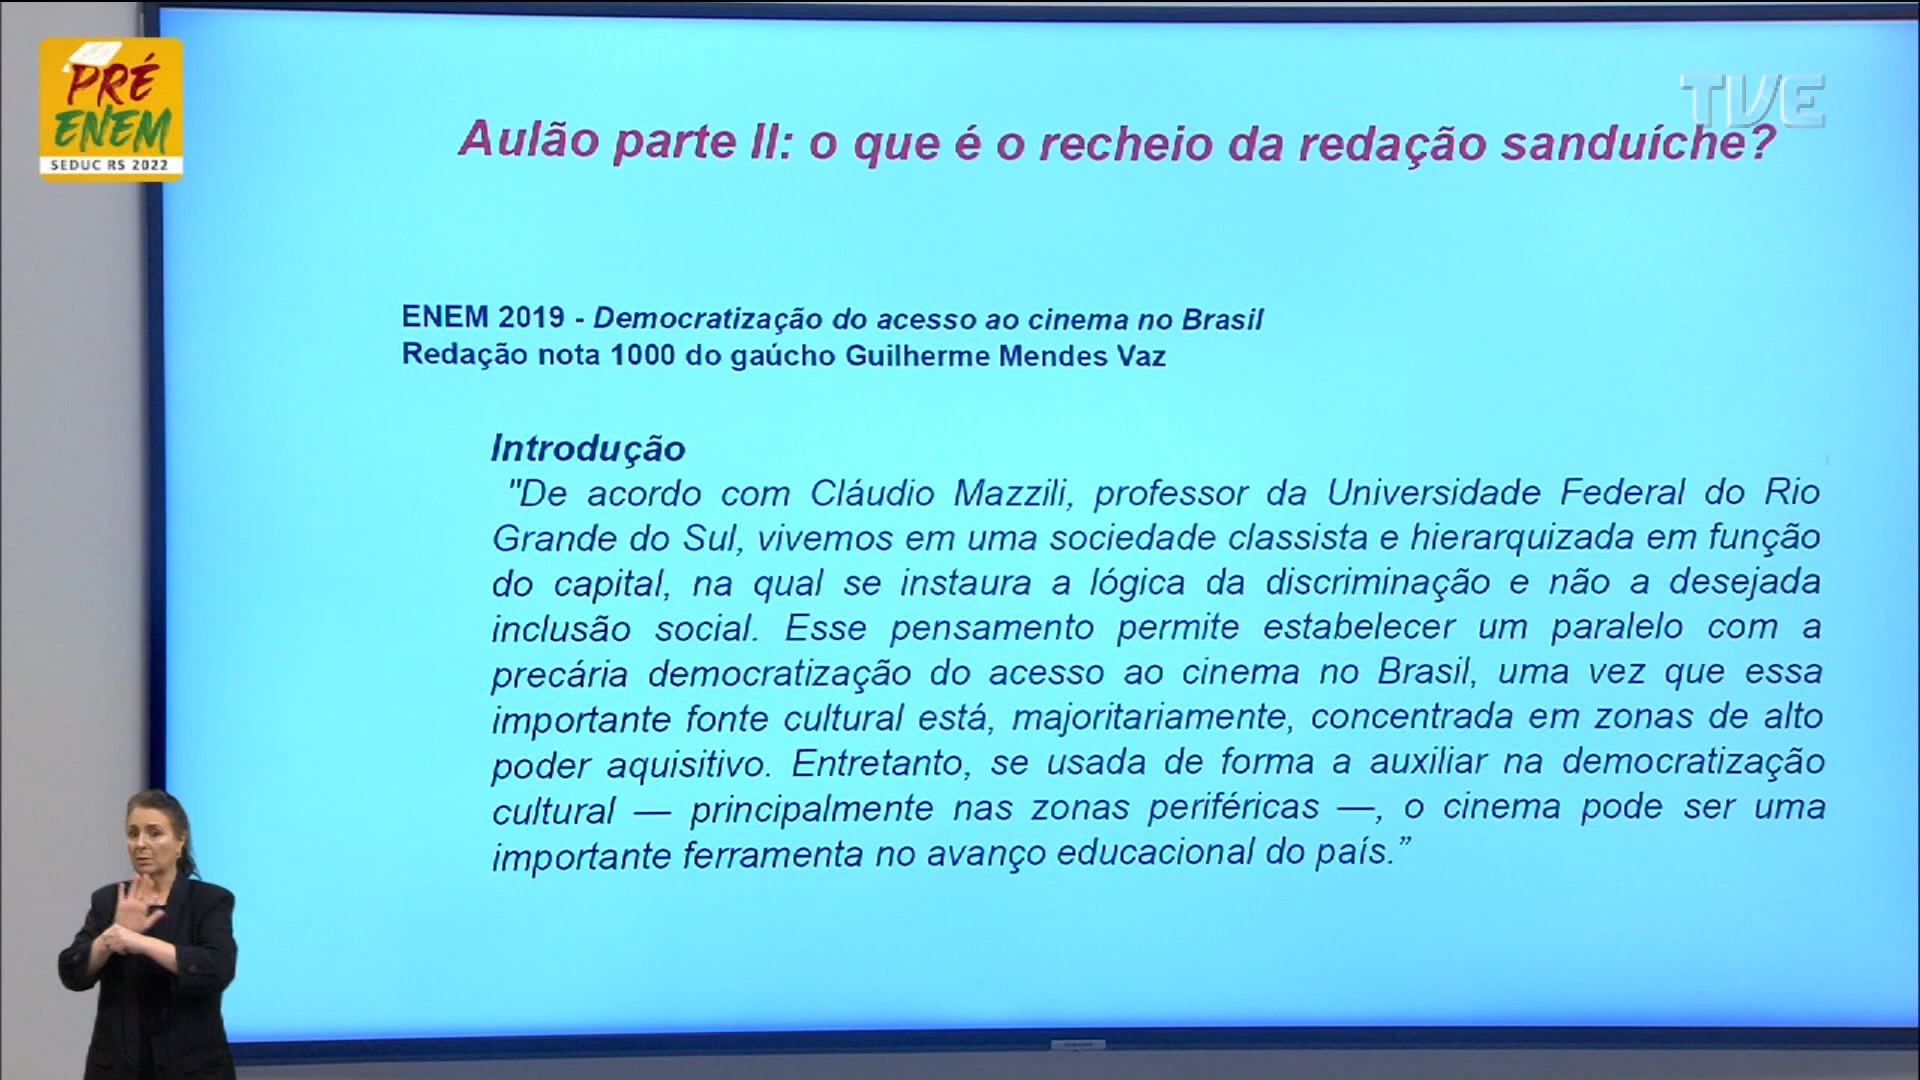 PRÉ
ENEM
SEDUC RS 2022
TVE
Aulão parte II: o que é o recheio da redação sanduíche?
ENEM 2019 - Democratização do acesso ao cinema no Brasil
Redação nota 1000 do gaúcho Guilherme Mendes Vaz
Introdução
"De acordo com Cláudio Mazzili, professor da Universidade Federal do Rio
Grande do Sul, vivemos em uma sociedade classista e hierarquizada em função
do capital, na qual se instaura a lógica da discriminação e não a desejada
inclusão social. Esse pensamento permite estabelecer um paralelo com a
precária democratização do acesso ao cinema no Brasil, uma vez que essa
importante fonte cultural está, majoritariamente, concentrada em zonas de alto
poder aquisitivo. Entretanto, se usada de forma a auxiliar na democratização
cultural — principalmente nas zonas periféricas —, o cinema pode ser uma
importante ferramenta no avanço educacional do país.”